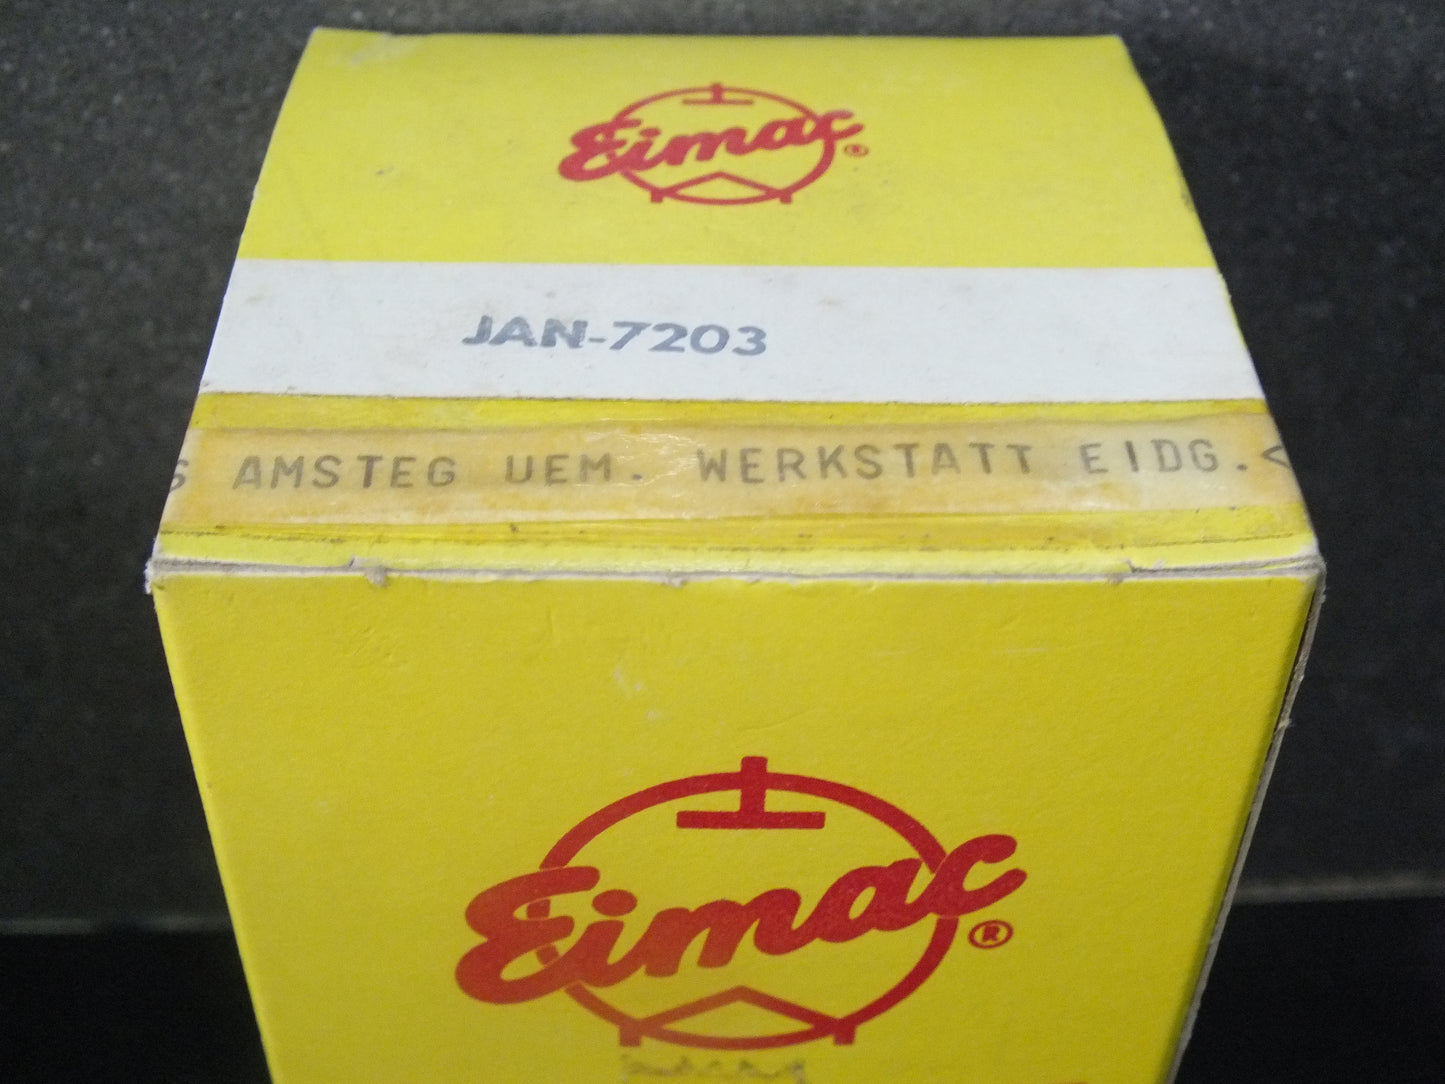 Eimac®
JAN-7203
S AMSTEG UEM. WERKSTATT EIDG.<
Eimac
®